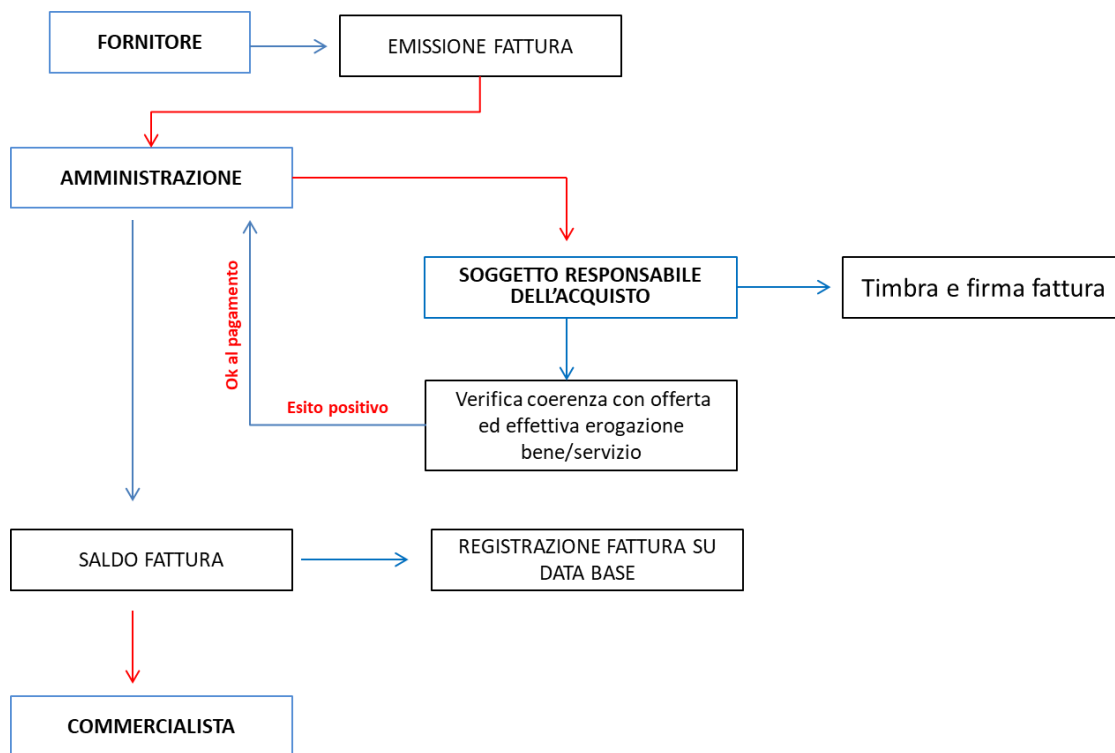 FORNITORE
EMISSIONE FATTURA
AMMINISTRAZIONE
SOGGETTO RESPONSABILE
DELL'ACQUISTO
Timbra e firma fattura
Ok al pagamento
Esito positivo
Verifica coerenza con offerta
ed effettiva erogazione
bene/servizio
SALDO FATTURA
REGISTRAZIONE FATTURA SU
DATA BASE
COMMERCIALISTA